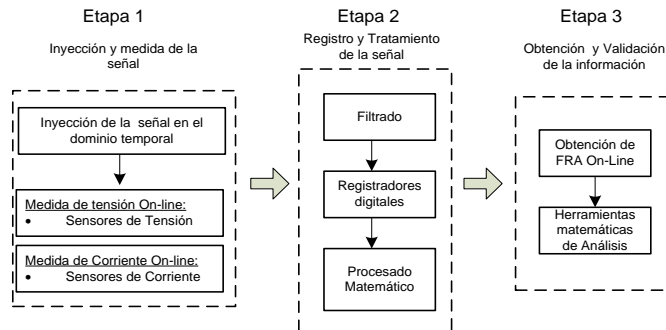 Etapa 1
Inyección y medida de la
señal
Inyección de la señal en el
dominio temporal
Medida de tensión On-line:
• Sensores de Tensión
Medida de Corriente On-line:
• Sensores de Corriente
Etapa 2
Registro y Tratamiento
de la señal
Filtrado
Registradores
digitales
Procesado
Matemático
Etapa 3
Obtención y Validación
de la información
Obtención de
FRA On-Line
Herramientas
matemáticas
de Análisis